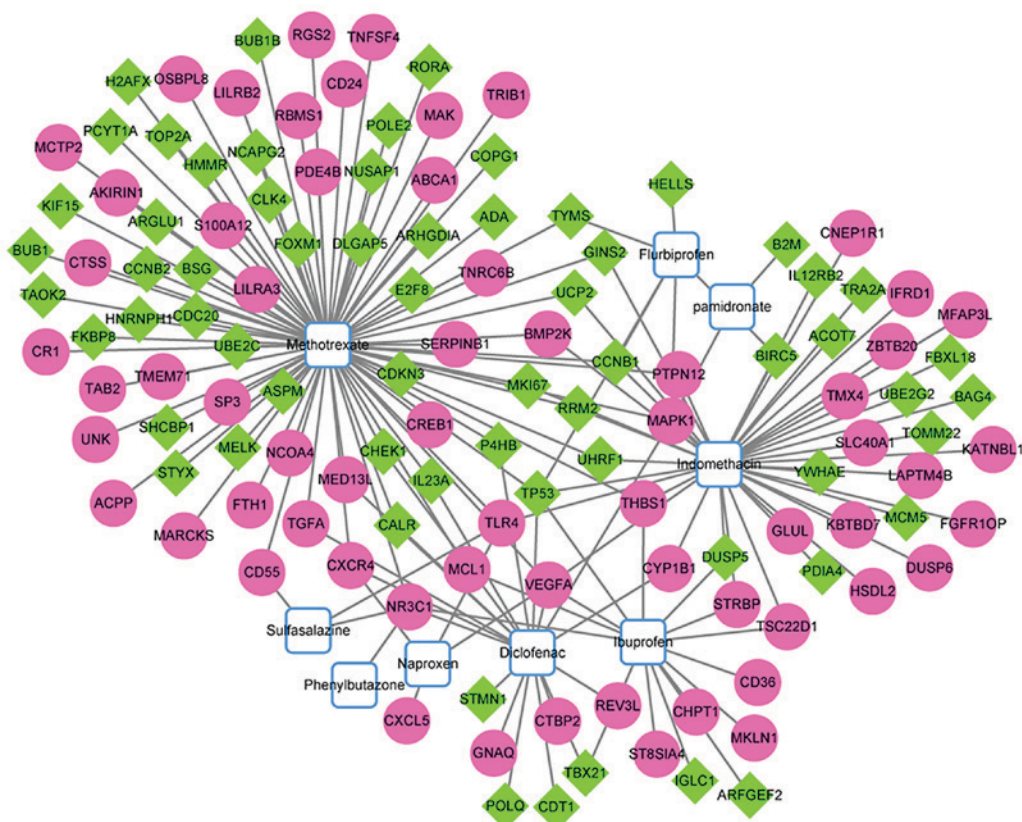 BUB1B
RGS2
TNFSF4
H2AFX
OSBPL8
LILRB2
CD24
RORA
TRIB1
PCYT1A
TOP2A
RBMS1
POLE2
MAK
MCTP2
HMMR
NCAPG2
PDE4B
NUSAP1
COPG1
HELLS
AKIRIN1
CLK4
ABCA1
KIF15
ARGLU1
S100A12
FOXM1
DLGAP5
ARHGDIA
ADA
TYMS
CNEP1R1
BUB1
CTSS
CCNB2
BSG
GINS2
Flurbiprofen
B2M
IL12RB2
TNRC6B
TRA2A
TAOK2
LILRA3
E2F8
UCP2
pamidronate
IFRD1
HNRNPH1
CDC20
MFAP3L
FKBP8
UBE2C
Methotrexate
SERPINB1
BMP2K
ACOT7
CR1
CCNB1
BIRC5
ZBTB20
FBXL18
TAB2
TMEM71
CDKN3
MKI67
PTPN12
TMX4
UBE2G2
SP3
ASPM
RRM2
BAG4
UNK
SHCBP1
CREB1
MAPK1
SLC40A1
TOMM22
MELK
NCOA4
CHEK1
P4HB
UHRF1
Indomethacin
KATNBL1
STYX
MED13L
IL23A
YWHAE
LAPTM4B
ACPP
FTH1
TP53
THBS1
MARCKS
TGFA
CALR
TLR4
GLUL
KBTBD7
MCM5
FGFR1OP
CD55
CXCR4
MCL1
VEGFA
CYP1B1
DUSP5
PDIA4
DUSP6
NR3C1
STRBP
HSDL2
Sulfasalazine
TSC22D1
Phenylbutazone
Naproxen
Diclofenac
Ibuprofen
STMN1
CD36
CXCL5
CTBP2
REV3L
CHPT1
GNAQ
ST8SIA4
MKLN1
TBX21
IGLC1
ARFGEF2
POLQ
CDT1